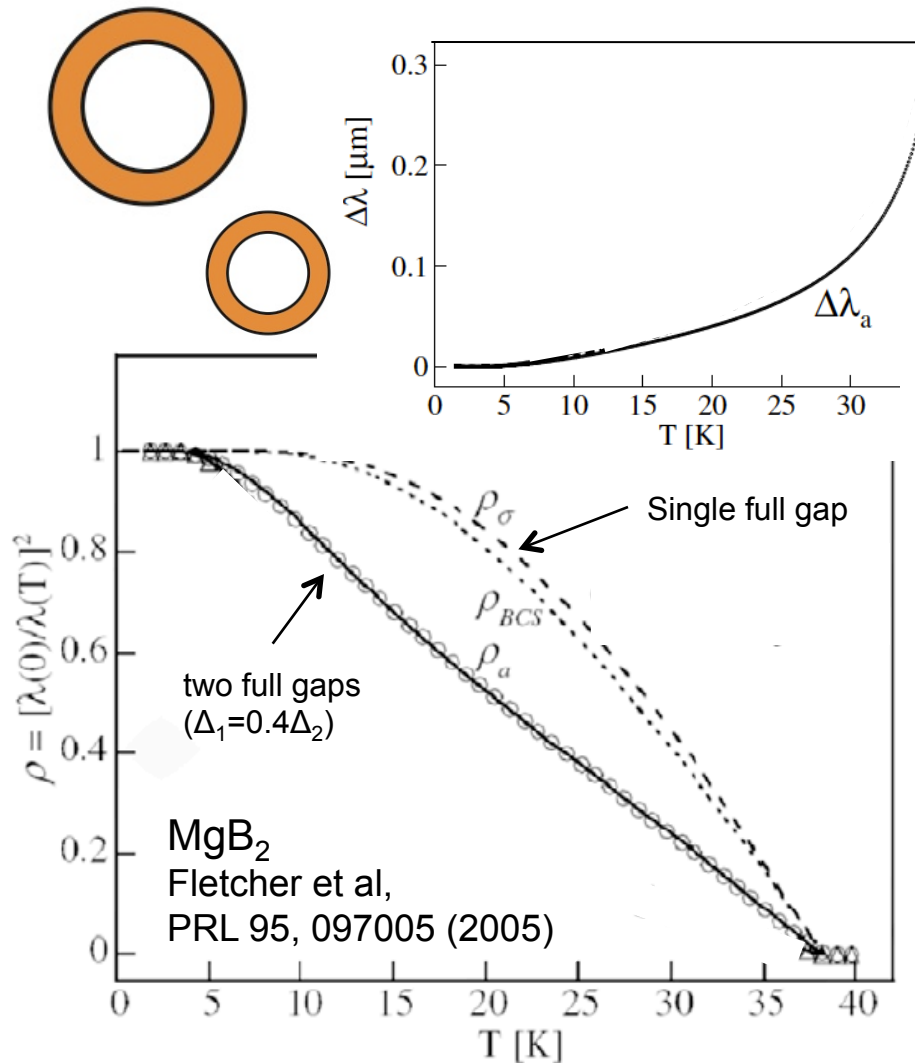 0.3
0.2
0.1
0
Δλ [μm]
Δλₐ
0 5 10 15 20 25 30
T [K]
1
0.8
0.6
0.4
0.2
0
ρ = [λ(0)/λ(T)]²
ρσ
Single full gap
ρBCS
ρₐ
two full gaps
(Δ₁=0.4Δ₂)
MgB₂
Fletcher et al,
PRL 95, 097005 (2005)
0 5 10 15 20 25 30 35 40
T [K]